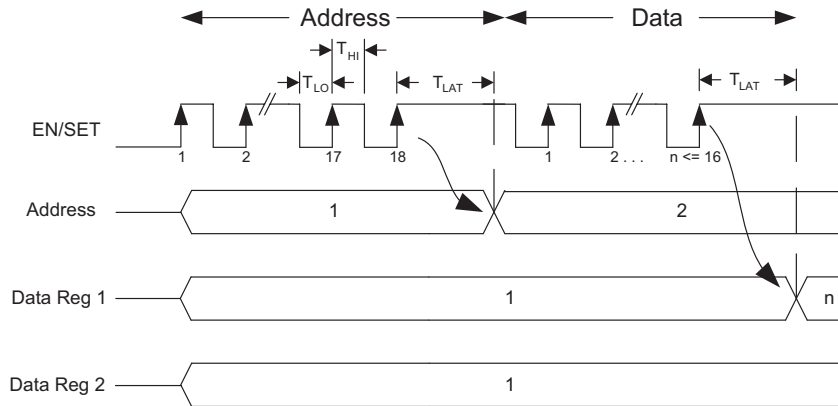 Address Data
T_HI
T_LO T_LAT T_LAT
EN/SET
1 2 17 18 1 2 . . . n <= 16
Address 1 2
Data Reg 1 1 n
Data Reg 2 1